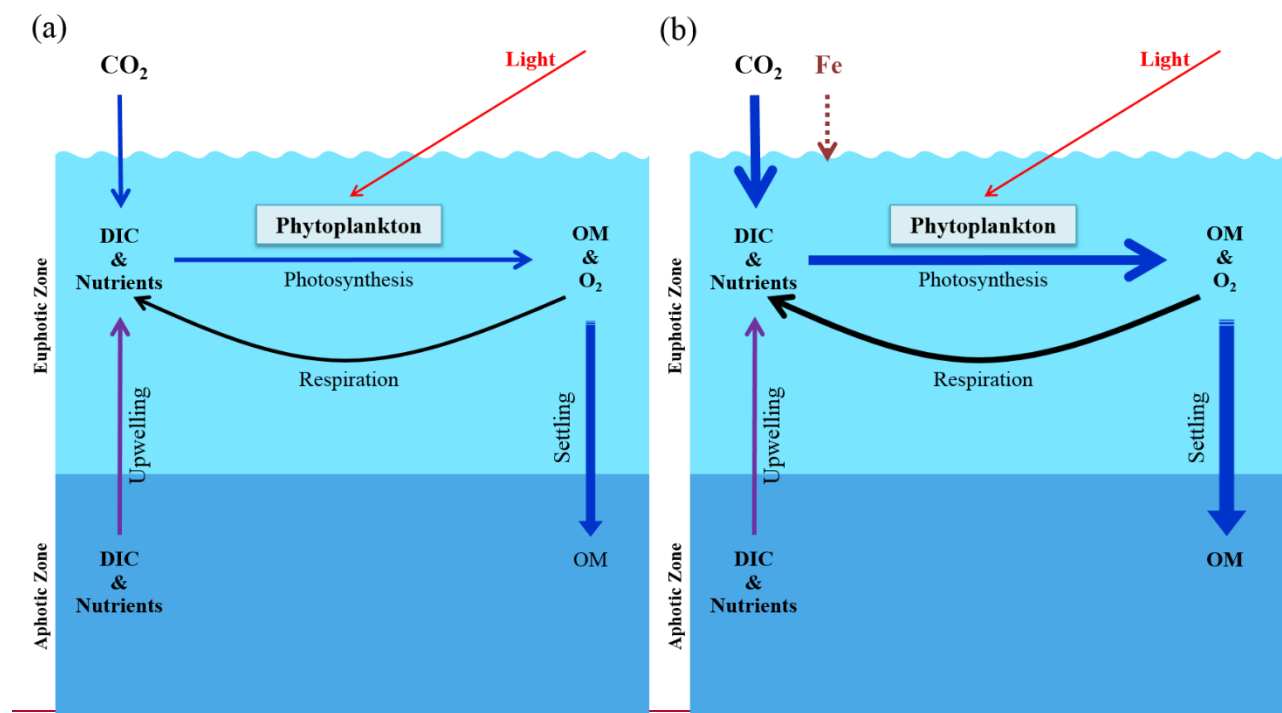 (a)
CO₂
Light
Phytoplankton
DIC
&
Nutrients
Photosynthesis
OM
&
O₂
Respiration
Euphotic Zone
Upwelling
Settling
Aphotic Zone
DIC
&
Nutrients
OM
(b)
CO₂
Fe
Light
Phytoplankton
DIC
&
Nutrients
Photosynthesis
OM
&
O₂
Respiration
Euphotic Zone
Upwelling
Settling
Aphotic Zone
DIC
&
Nutrients
OM